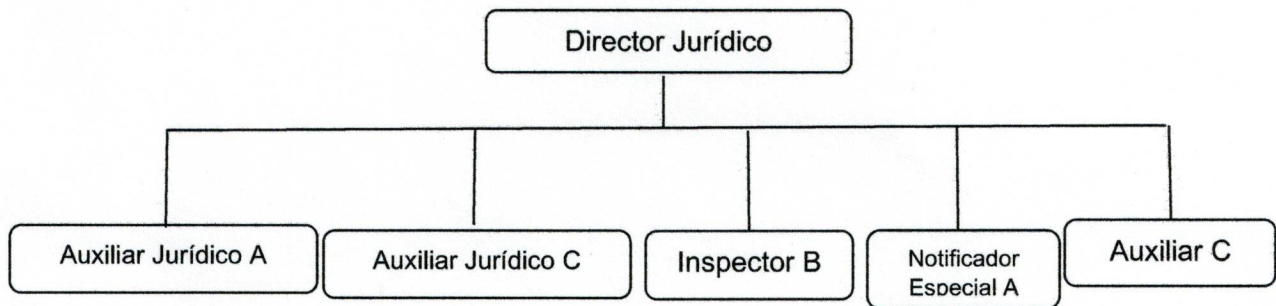 Director Jurídico
Auxiliar Jurídico A
Auxiliar Jurídico C
Inspector B
Notificador
Especial A
Auxiliar C